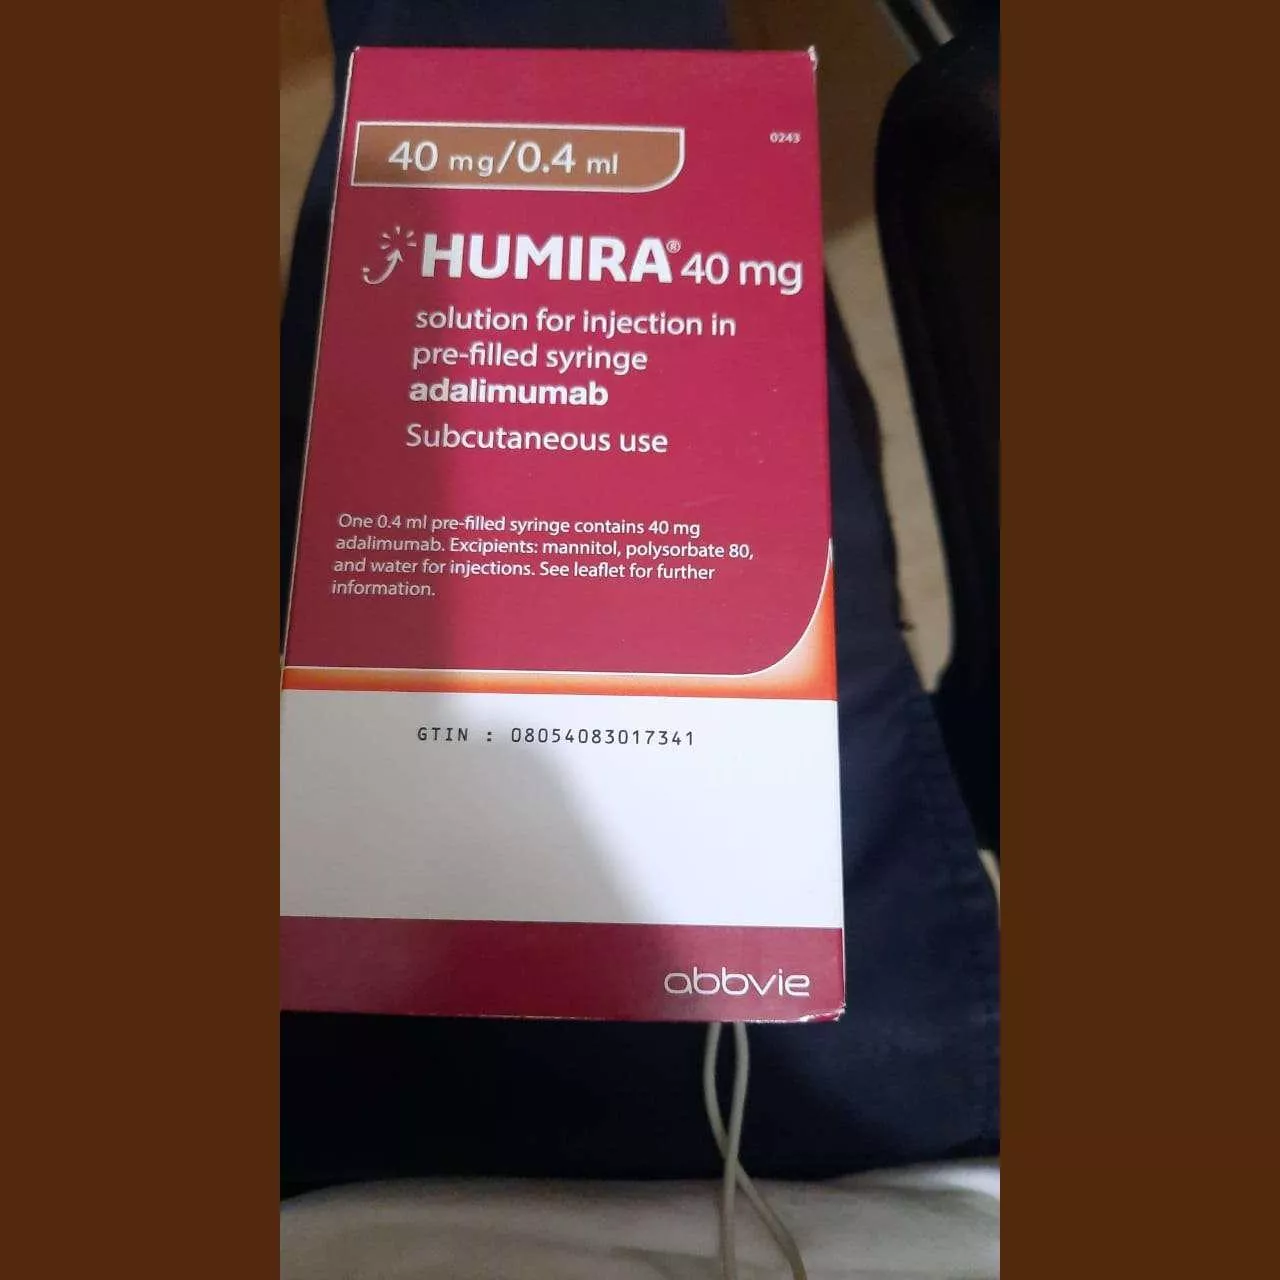 0243
40 mg/0.4 ml
HUMIRA® 40 mg
solution for injection in
pre-filled syringe
adalimumab
Subcutaneous use
One 0.4 ml pre-filled syringe contains 40 mg
adalimumab. Excipients: mannitol, polysorbate 80,
and water for injections. See leaflet for further
information.
GTIN : 08054083017341
abbvie